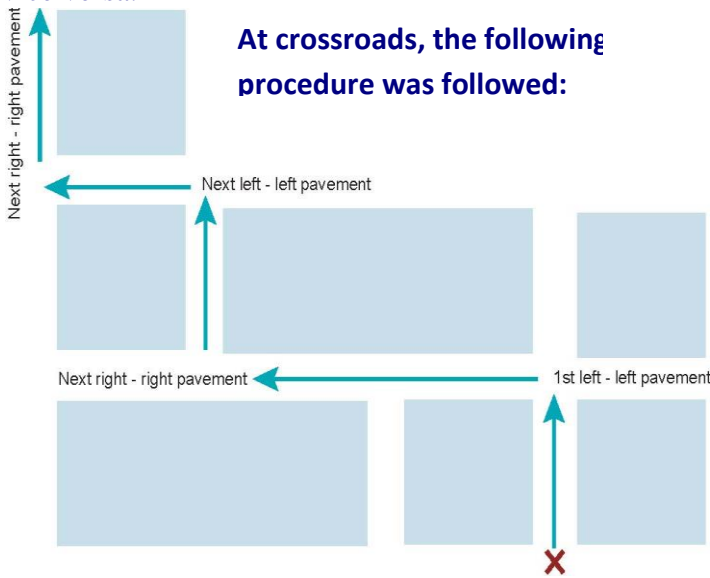 At crossroads, the following
procedure was followed:
Next right - right pavement
Next left - left pavement
Next right - right pavement
1st left - left pavement
X